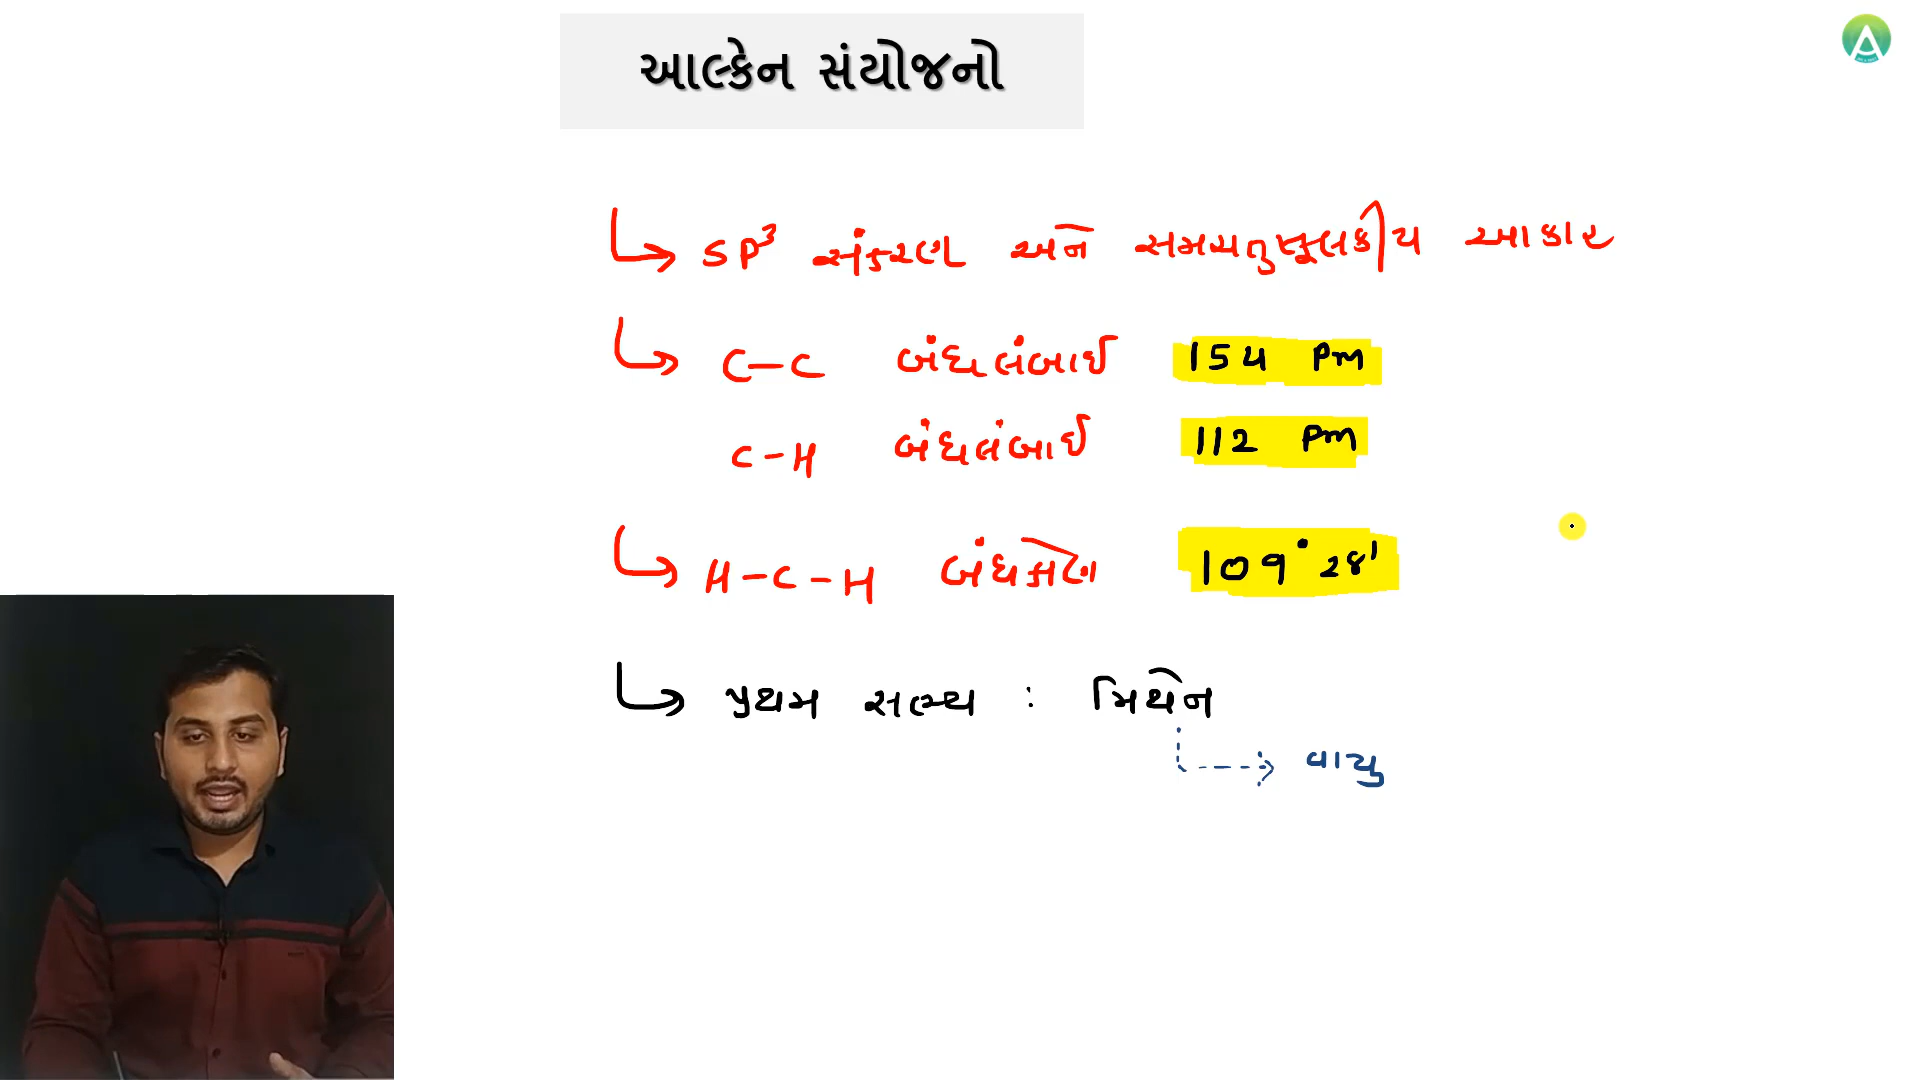 આલ્કેન સંયોજનો
SP³ સંકરણ અને સમચતુષ્ફલકીય આકાર
C-C બંધલંબાઈ 154 Pm
C-H બંધલંબાઈ 112 Pm
H-C-H બંધકોણ 109° 28'
પ્રથમ સભ્ય : મિથેન
વાયુ